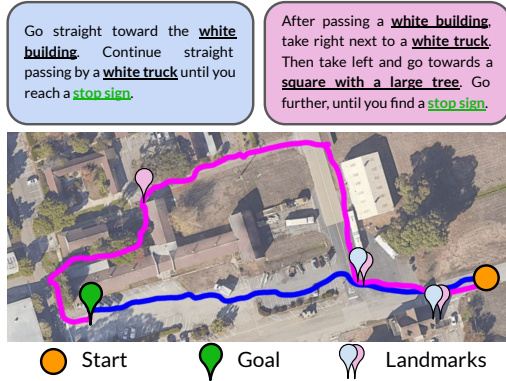 Go straight toward the white
building. Continue straight
passing by a white truck until you
reach a stop sign.
After passing a white building,
take right next to a white truck.
Then take left and go towards a
square with a large tree. Go
further, until you find a stop sign.
Start
Goal
Landmarks